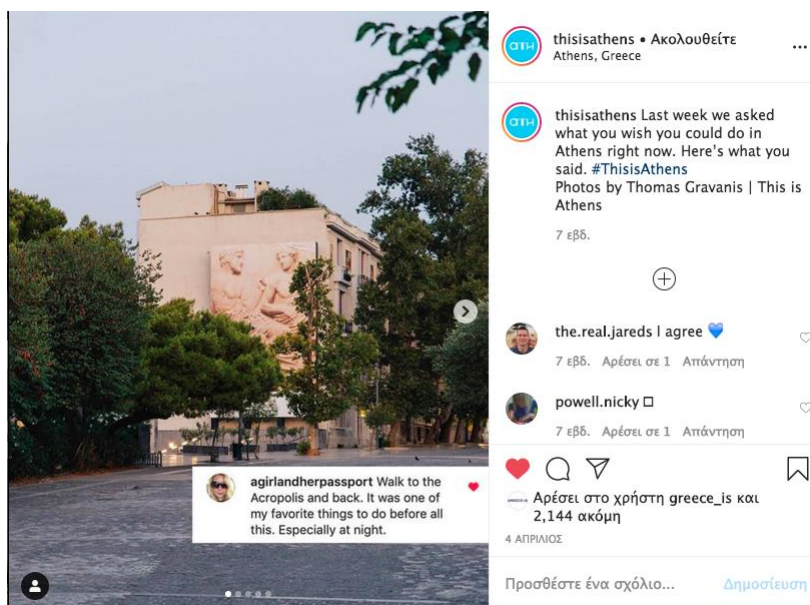 thisisathens • Ακολουθείτε
Athens, Greece
thisisathens Last week we asked
what you wish you could do in
Athens right now. Here's what you
said. #ThisisAthens
Photos by Thomas Gravanis | This is
Athens
7 εβδ.
the.real.jareds I agree 💙
7 εβδ. Αρέσει σε 1 Απάντηση
powell.nicky □
7 εβδ. Αρέσει σε 1 Απάντηση
Αρέσει στο χρήστη greece_is και
2,144 ακόμη
4 ΑΠΡΙΛΙΟΣ
Προσθέστε ένα σχόλιο... Δημοσίευση
agirlandherpassport Walk to the
Acropolis and back. It was one of
my favorite things to do before all
this. Especially at night.